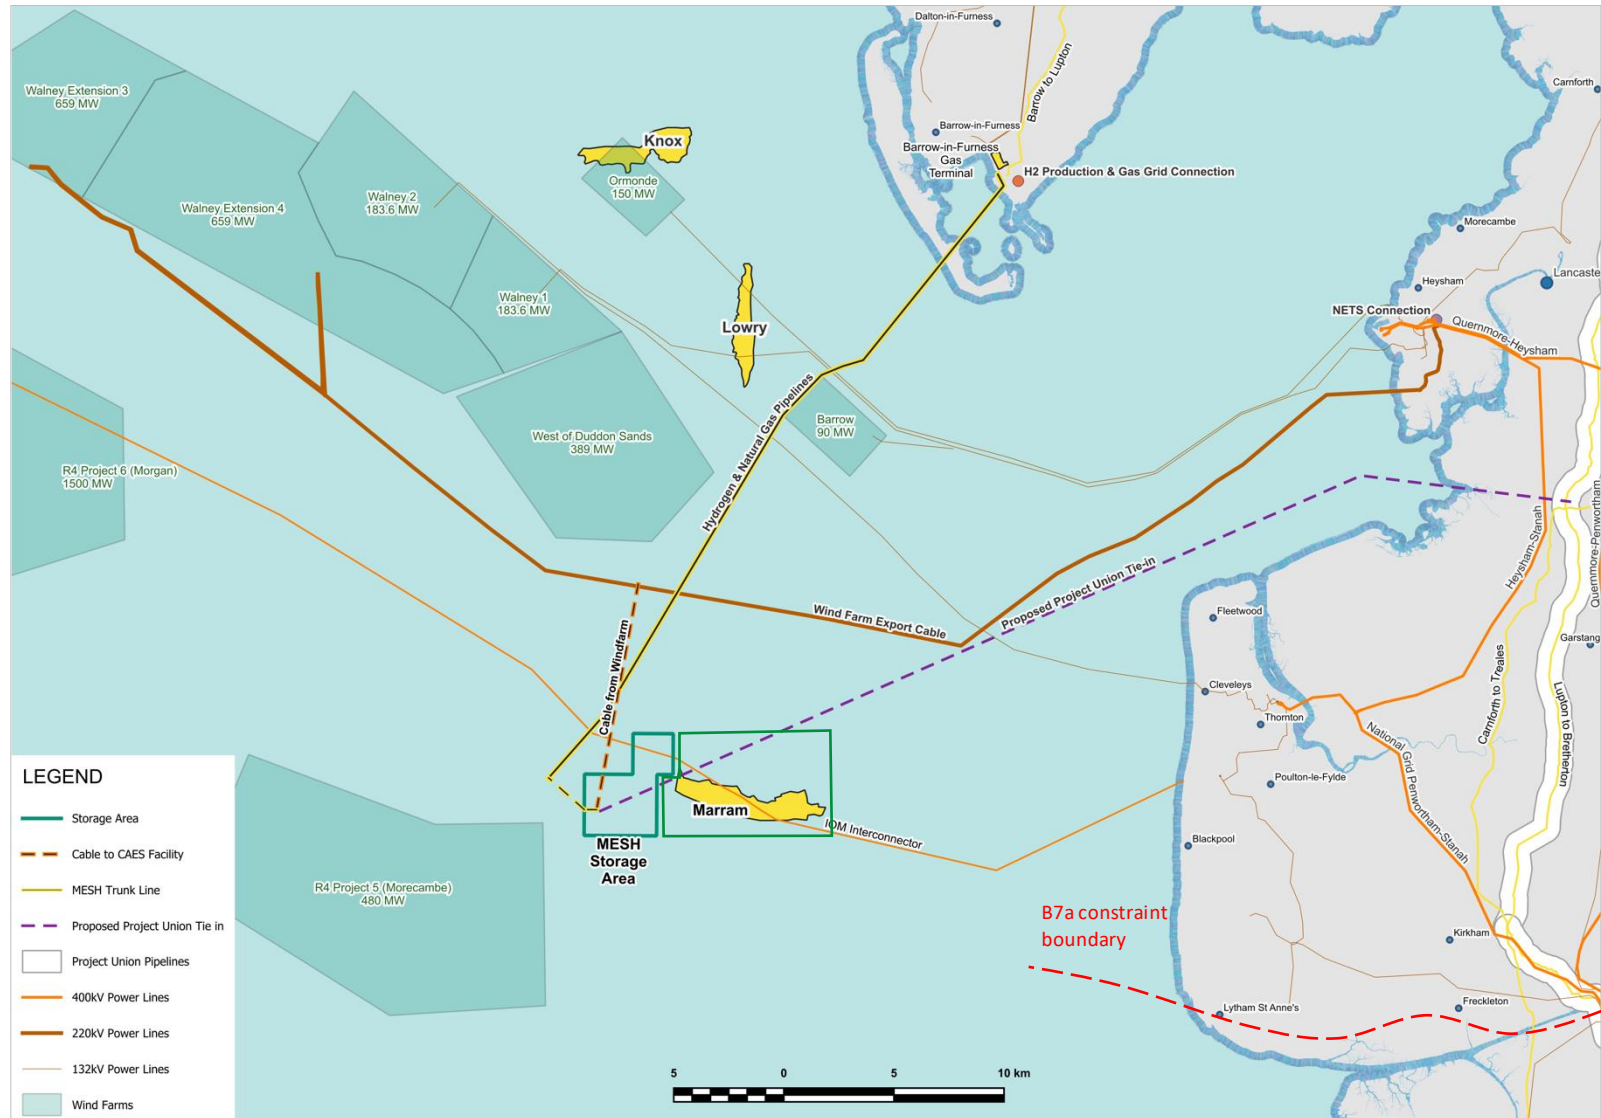 Dalton-in-Furness
Walney Extension 3
659 MW
Carnforth
Barrow to Lupton
Barrow-in-Furness
Knox
Barrow-in-Furness
Gas
Terminal
H2 Production & Gas Grid Connection
Ormonde
150 MW
Walney 2
183.6 MW
Walney Extension 4
659 MW
Morecambe
Lancaster
Heysham
Walney 1
183.6 MW
NETS Connection
Quernmore-Heysham
Lowry
Hydrogen & Natural Gas Pipelines
Barrow
90 MW
West of Duddon Sands
389 MW
R4 Project 6 (Morgan)
1500 MW
Heysham-Stanah
Quernmore-Penwortham
Proposed Project Union Tie-in
Wind Farm Export Cable
Fleetwood
Garstang
Cable from Windfarm
Cleveleys
Thornton
Carnforth to Treales
Lupton to Bretherton
National Grid Penwortham-Stanah
Poulton-le-Fylde
Marram
IOM Interconnector
MESH
Storage
Area
Blackpool
R4 Project 5 (Morecambe)
480 MW
B7a constraint
boundary
Kirkham
Lytham St Anne's
Freckleton
LEGEND
Storage Area
Cable to CAES Facility
MESH Trunk Line
Proposed Project Union Tie in
Project Union Pipelines
400kV Power Lines
220kV Power Lines
132kV Power Lines
Wind Farms
5 0 5 10 km